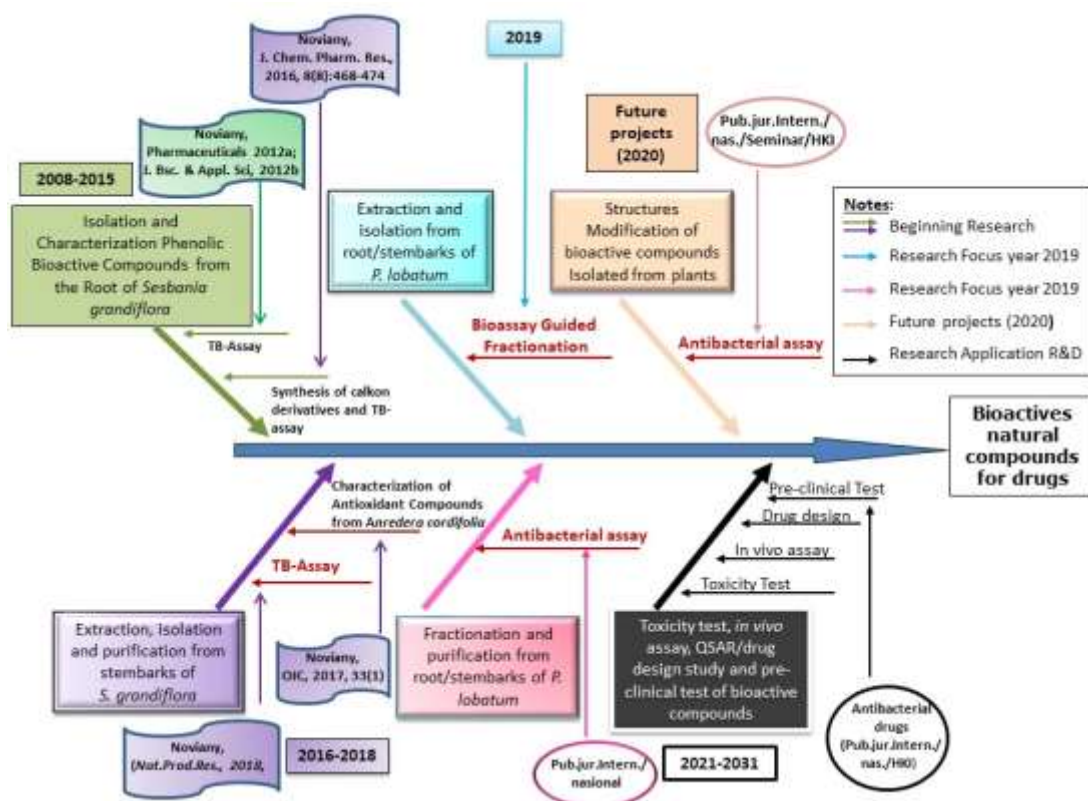 Noviany,
J. Chem. Pharm. Res.,
2016, 8(8):468-474
2019
Noviany,
Pharmaceuticals 2012a;
J. Bsc. & Appl. Sci, 2012b
2008-2015
Isolation and
Characterization Phenolic
Bioactive Compounds from
the Root of Sesbania
grandiflora
TB-Assay
Synthesis of calkon
derivatives and TB-
assay
Extraction and
isolation from
root/stembarks of
P. lobatum
Bioassay Guided
Fractionation
Future
projects
(2020)
Pub.jur.Intern./
nas./Seminar/HKI
Structures
Modification of
bioactive compounds
Isolated from plants
Antibacterial assay
Notes:
Beginning Research
Research Focus year 2019
Research Focus year 2019
Future projects (2020)
Research Application R&D
Bioactives
natural
compounds
for drugs
Characterization of
Antioxidant Compounds
from Anredera cordifolia
TB-Assay
Extraction, Isolation
and purification from
stembarks of
S. grandiflora
Noviany,
OIC, 2017, 33(1)
Noviany,
(Nat.Prod.Res., 2018,
2016-2018
Antibacterial assay
Fractionation and
purification from
root/stembarks of P.
lobatum
Pub.jur.Intern./
nasional
Pre-clinical Test
Drug design
In vivo assay
Toxicity Test
Toxicity test, in vivo
assay, QSAR/drug
design study and pre-
clinical test of bioactive
compounds
2021-2031
Antibacterial
drugs
(Pub.jur.Intern./
nas./HKI)